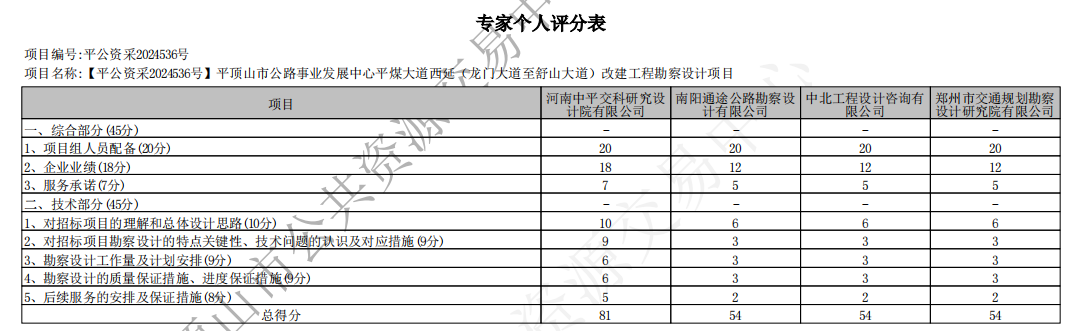 专家个人评分表
项目编号:平公资采2024536号
项目名称:【平公资采2024536号】平顶山市公路事业发展中心平煤大道西延（龙门大道至舒山大道）改建工程勘察设计项目
项目 河南中平交科研究设计院有限公司 南阳通途公路勘察设计有限公司 中北工程设计咨询有限公司 郑州市交通规划勘察设计研究院有限公司
一、综合部分(45分) – – – –
1、项目组人员配备(20分) 20 20 20 20
2、企业业绩(18分) 18 12 12 12
3、服务承诺(7分) 7 5 5 5
二、技术部分(45分) – – – –
1、对招标项目的理解和总体设计思路(10分) 10 6 6 6
2、对招标项目勘察设计的特点关键性、技术问题的认识及对应措施(9分) 9 3 3 3
3、勘察设计工作量及计划安排(9分) 6 3 3 3
4、勘察设计的质量保证措施、进度保证措施(9分) 6 3 3 3
5、后续服务的安排及保证措施(8分) 5 2 2 2
总得分 81 54 54 54
顶山市公共资源交易中
资源交易中心